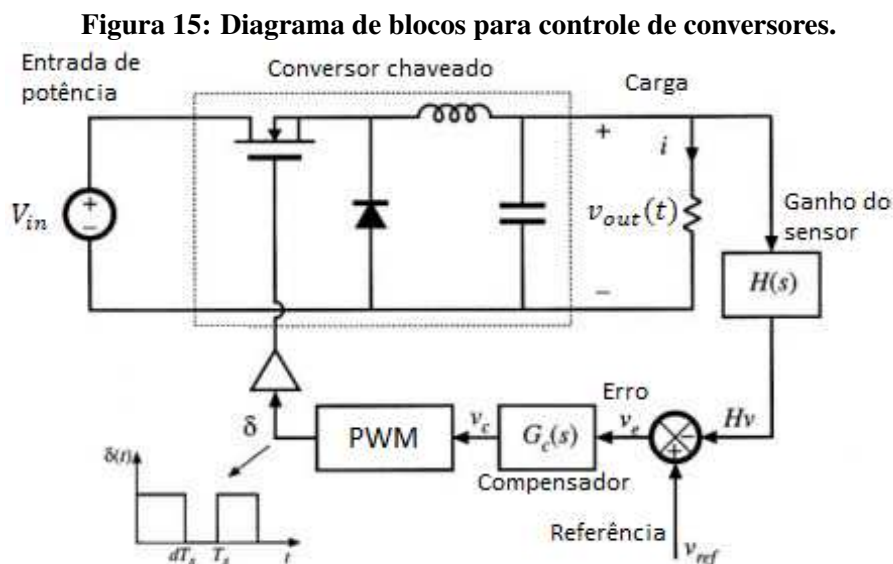 Figura 15: Diagrama de blocos para controle de conversores.
Entrada de
potência
Conversor chaveado
Carga
+
i
V_in
+
−
v_out(t)
Ganho do
sensor
H(s)
−
Erro
δ
PWM
v_c
G_c(s)
v_e
−
+
Hv
Compensador
δ(t)
Referência
v_ref
dT_s
T_s
t